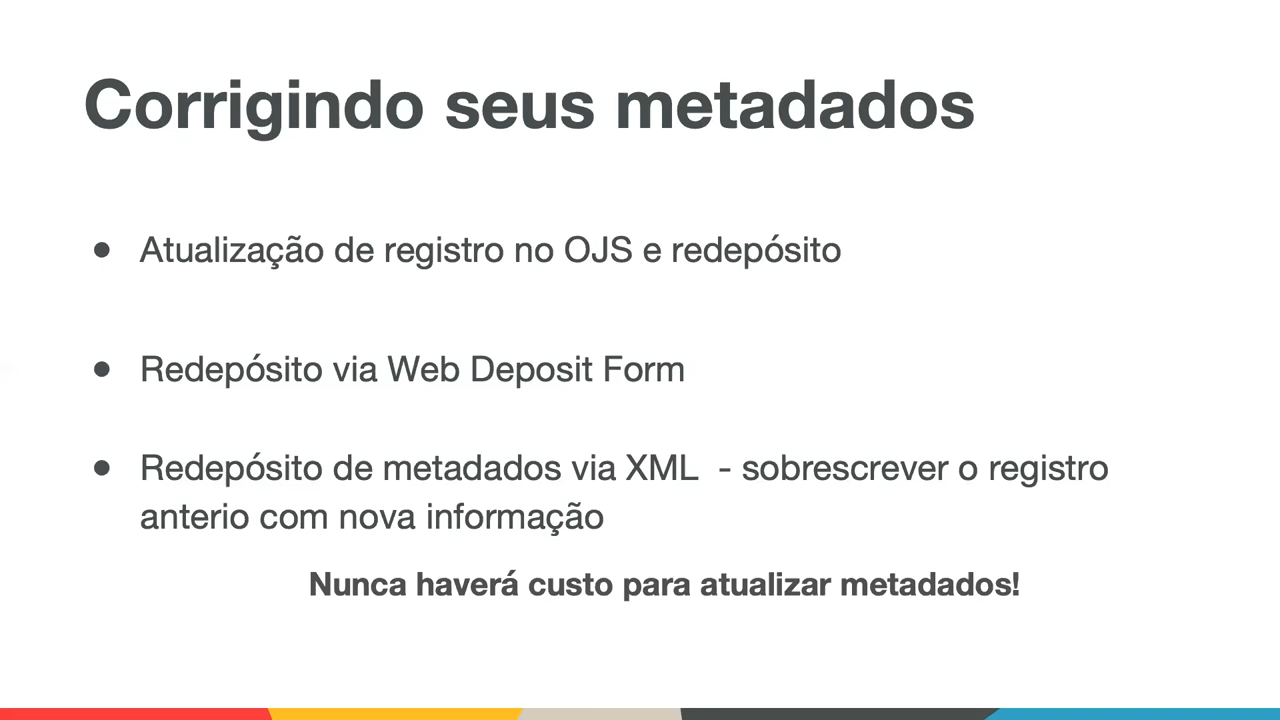 Corrigindo seus metadados
● Atualização de registro no OJS e redepósito
● Redepósito via Web Deposit Form
● Redepósito de metadados via XML - sobrescrever o registro
anterio com nova informação
Nunca haverá custo para atualizar metadados!